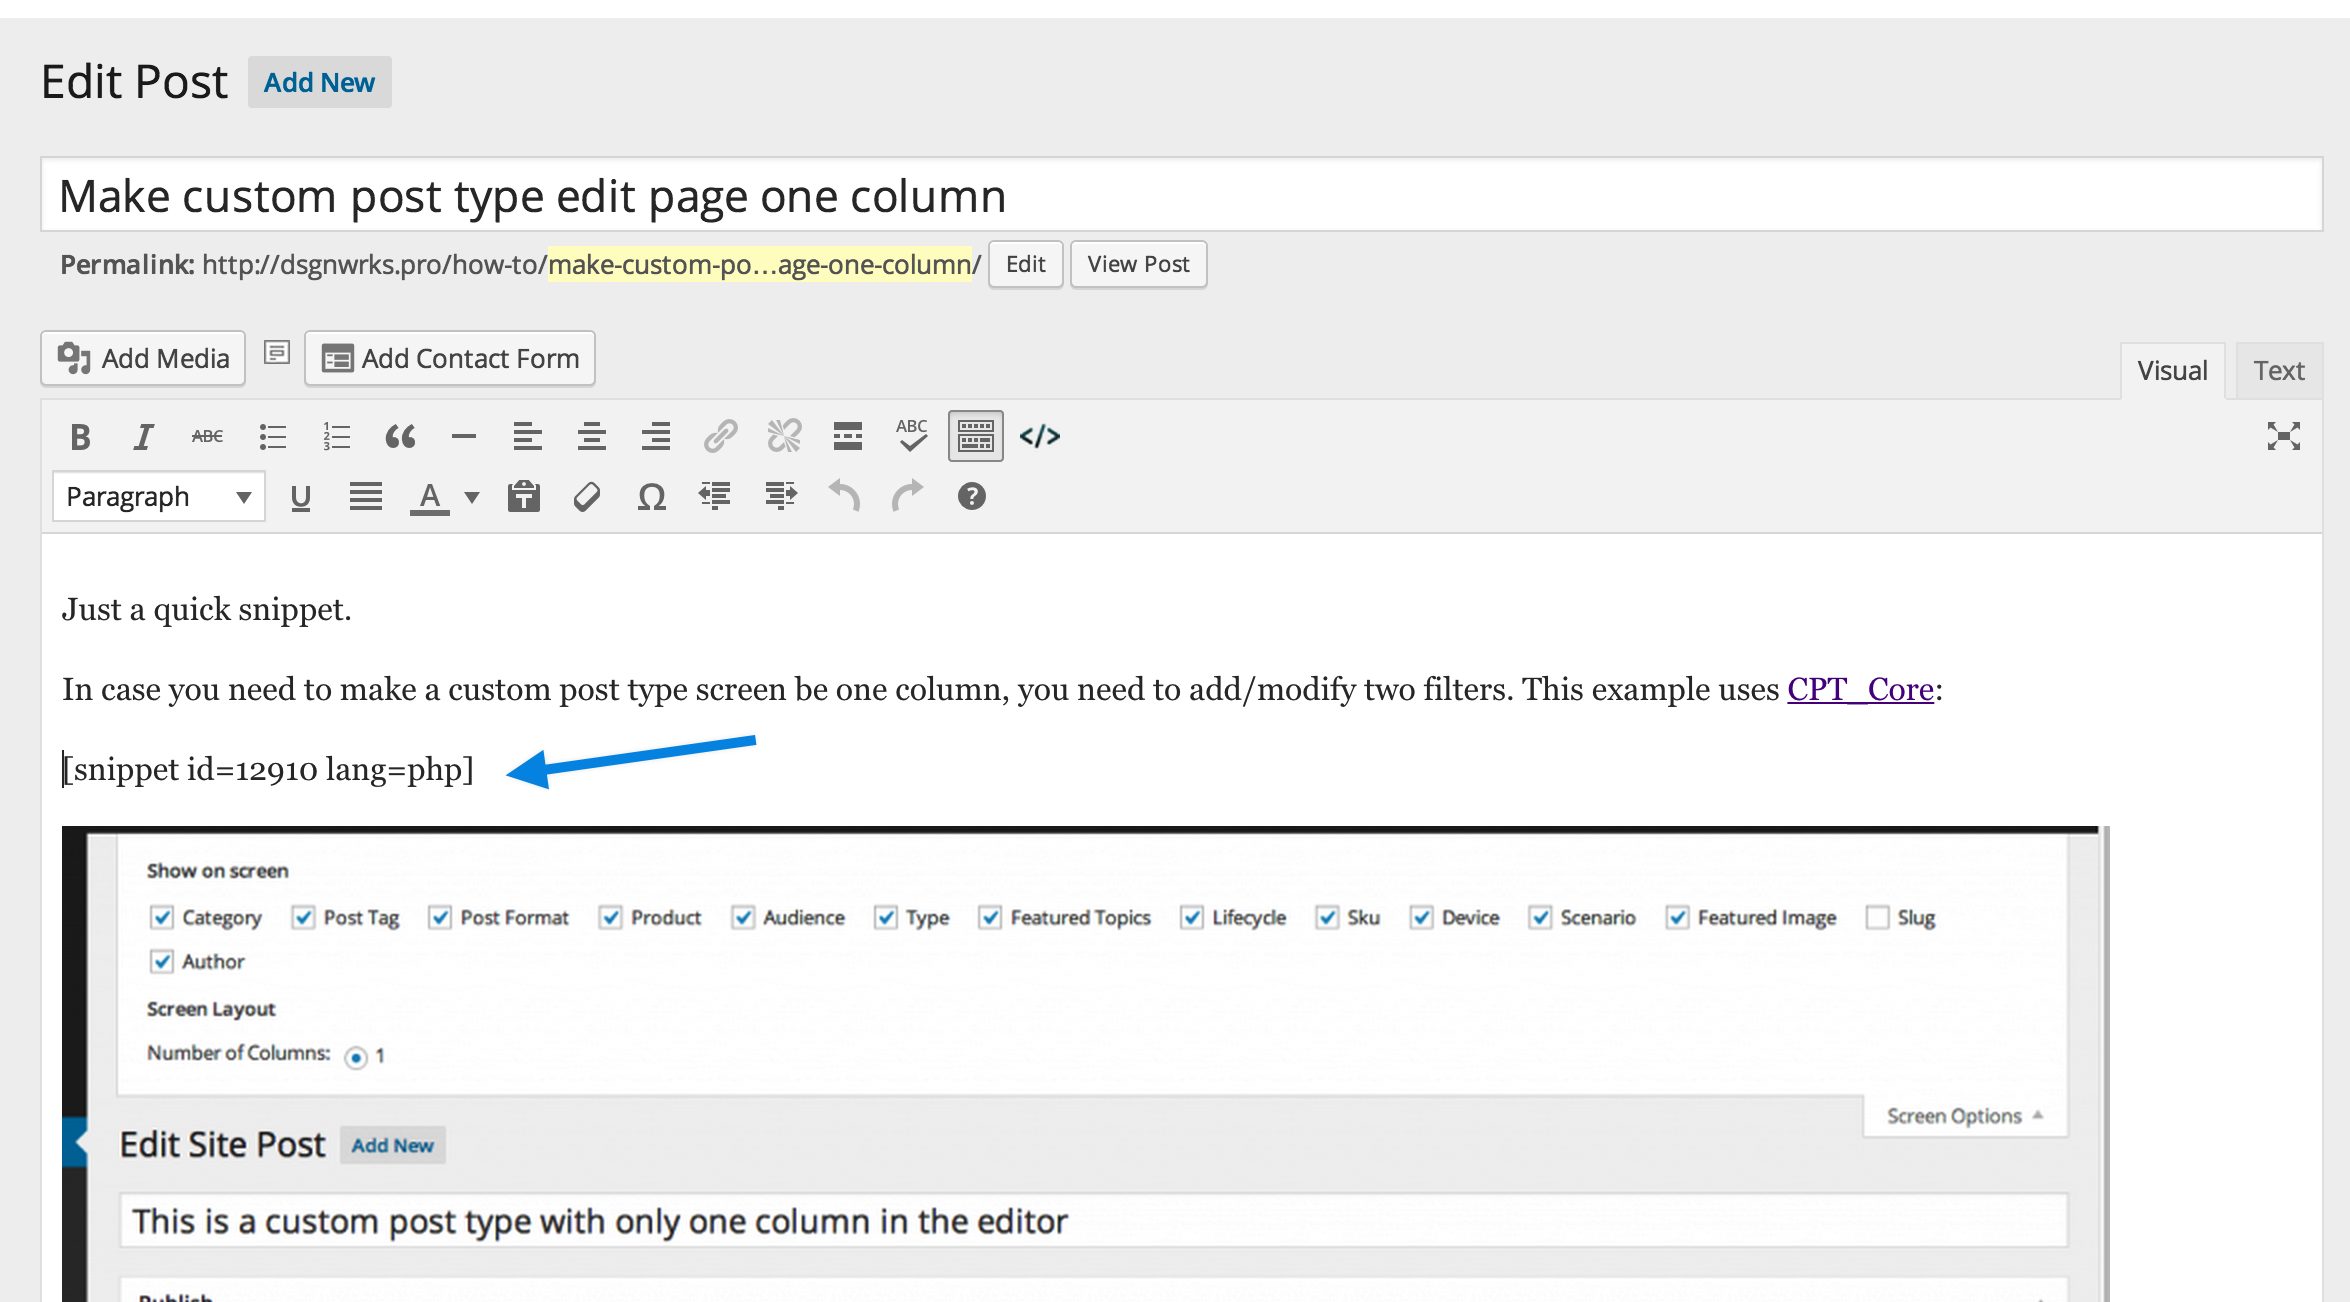 Edit Post Add New
Make custom post type edit page one column
Permalink: http://dsgnwrks.pro/how-to/make-custom-po…age-one-column/ Edit View Post
Add Media Add Contact Form Visual Text
B I ABC ABC </>
Paragraph U A Ω ?
Just a quick snippet.
In case you need to make a custom post type screen be one column, you need to add/modify two filters. This example uses CPT_Core:
[snippet id=12910 lang=php]
Show on screen
Category Post Tag Post Format Product Audience Type Featured Topics Lifecycle Sku Device Scenario Featured Image Slug
Author
Screen Layout
Number of Columns: 1
Screen Options
Edit Site Post Add New
This is a custom post type with only one column in the editor
Publish